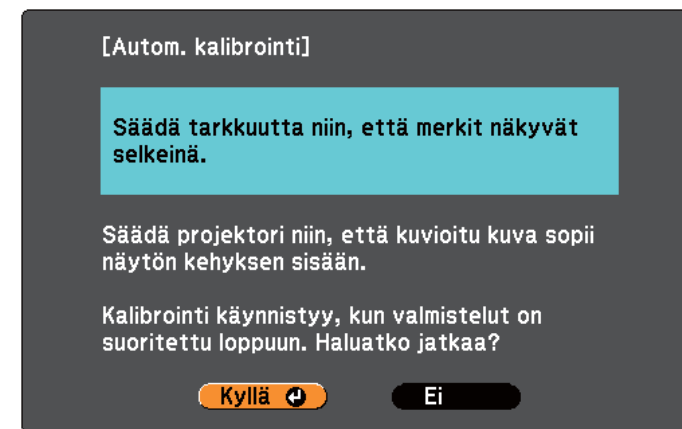 [Autom. kalibrointi]
Säädä tarkkuutta niin, että merkit näkyvät
selkeinä.
Säädä projektori niin, että kuvioitu kuva sopii
näytön kehyksen sisään.
Kalibrointi käynnistyy, kun valmistelut on
suoritettu loppuun. Haluatko jatkaa?
Kyllä Ei